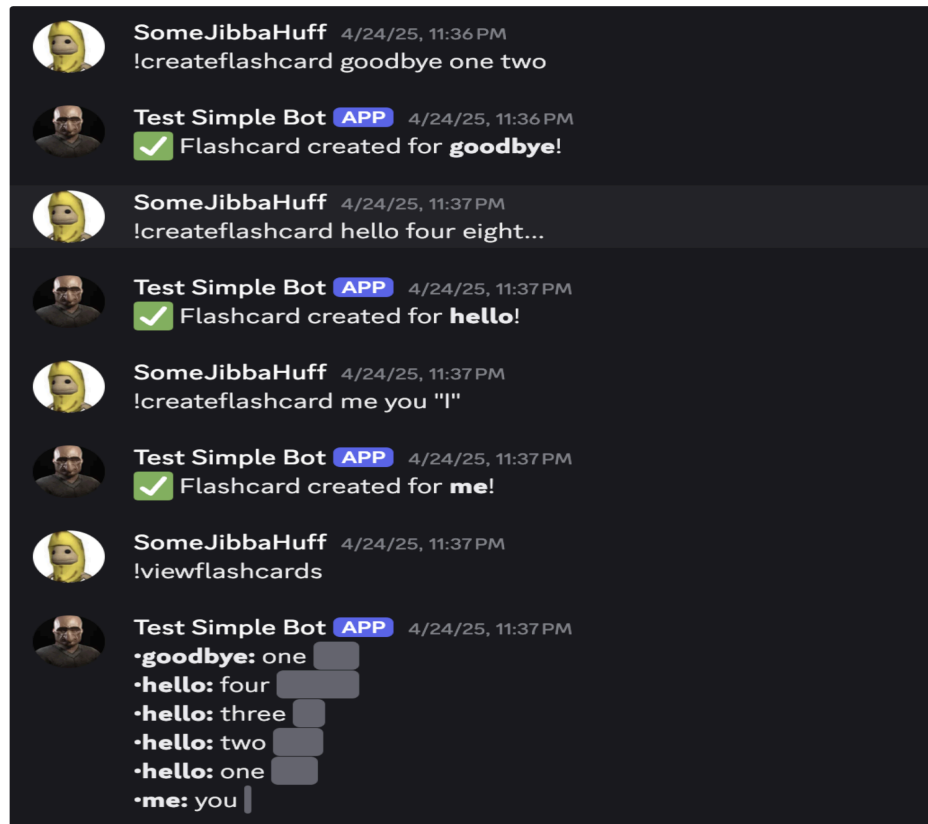 SomeJibbaHuff 4/24/25, 11:36 PM
!createflashcard goodbye one two
Test Simple Bot APP 4/24/25, 11:36 PM
✅ Flashcard created for goodbye!
SomeJibbaHuff 4/24/25, 11:37 PM
!createflashcard hello four eight...
Test Simple Bot APP 4/24/25, 11:37 PM
✅ Flashcard created for hello!
SomeJibbaHuff 4/24/25, 11:37 PM
!createflashcard me you "I"
Test Simple Bot APP 4/24/25, 11:37 PM
✅ Flashcard created for me!
SomeJibbaHuff 4/24/25, 11:37 PM
!viewflashcards
Test Simple Bot APP 4/24/25, 11:37 PM
•goodbye: one
•hello: four
•hello: three
•hello: two
•hello: one
•me: you